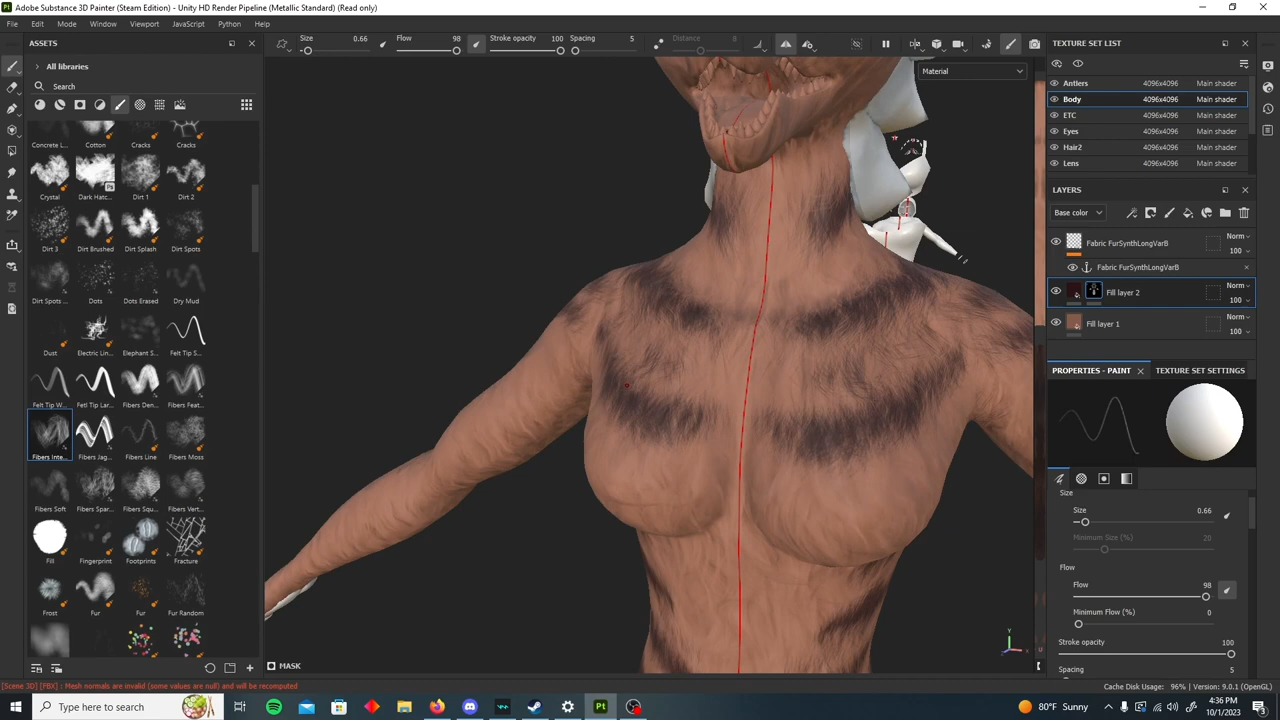 Adobe Substance 3D Painter (Steam Edition) - Unity HD Render Pipeline (Metallic Standard) (Read only)
File Edit Mode Window Viewport JavaScript Python Help
ASSETS
Size 0.66 Flow 98 Stroke opacity 100 Spacing 5 Distance 8
All libraries
Search
Material
Concrete L... Cotton Cracks Cracks
Crystal Dark Hatc... Dirt 1 Dirt 2
Dirt 3 Dirt Brushed Dirt Splash Dirt Spots
Dirt Spots ... Dots Dots Erased Dry Mud
Dust Electric Lin... Elephant S... Felt Tip S...
Felt Tip W... Fetl Tip Lar... Fibers Den... Fibers Feat...
Fibers Inte... Fibers Jag... Fibers Line Fibers Moss
Fibers Soft Fibers Spar... Fibers Squ... Fibers Vert...
Fill Fingerprint Footprints Fracture
Frost Fur Fur Fur Random
Y
MASK
TEXTURE SET LIST
Antlers 4096x4096 Main shader
Body 4096x4096 Main shader
ETC 4096x4096 Main shader
Eyes 4096x4096 Main shader
Hair2 4096x4096 Main shader
Lens 4096x4096 Main shader
LAYERS
Base color
Fabric FurSynthLongVarB Norm 100
Fabric FurSynthLongVarB
Fill layer 2 Norm 100
Fill layer 1 Norm 100
PROPERTIES - PAINT TEXTURE SET SETTINGS
Size
Size 0.66
Minimum Size (%) 20
Flow
Flow 98
Minimum Flow (%) 0
Stroke opacity 100
Spacing 5
[Scene 3D] [FBX] : Mesh normals are invalid (some values are null) and will be recomputed
Cache Disk Usage: 96% | Version: 9.0.1 (OpenGL)
Type here to search
80°F Sunny
4:36 PM
10/1/2023